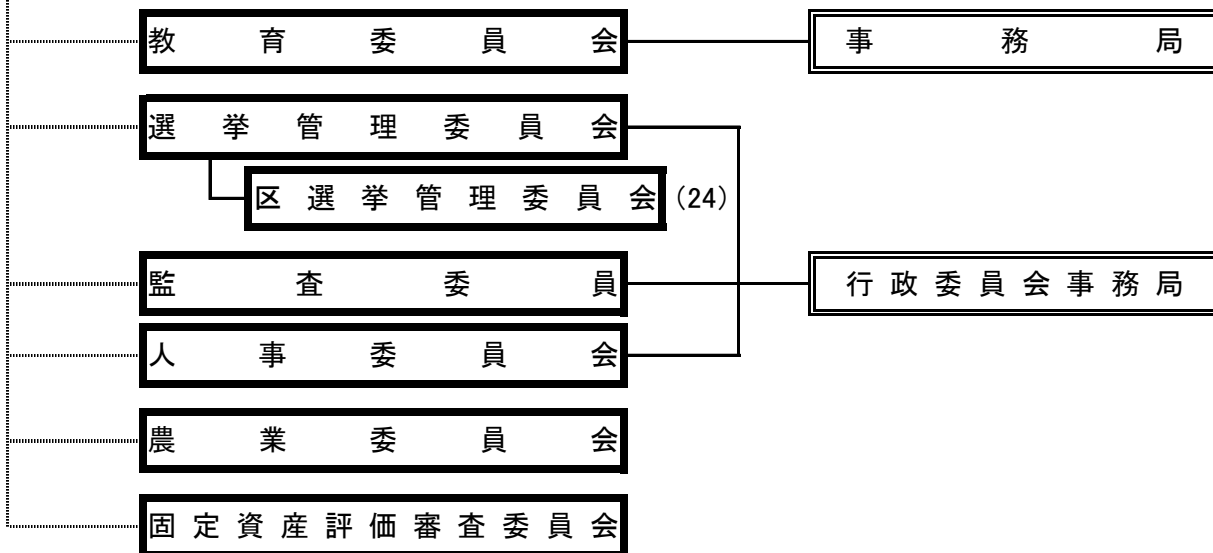 教育委員会 事務局
選挙管理委員会
区選挙管理委員会 (24)
監査委員 行政委員会事務局
人事委員会
農業委員会
固定資産評価審査委員会